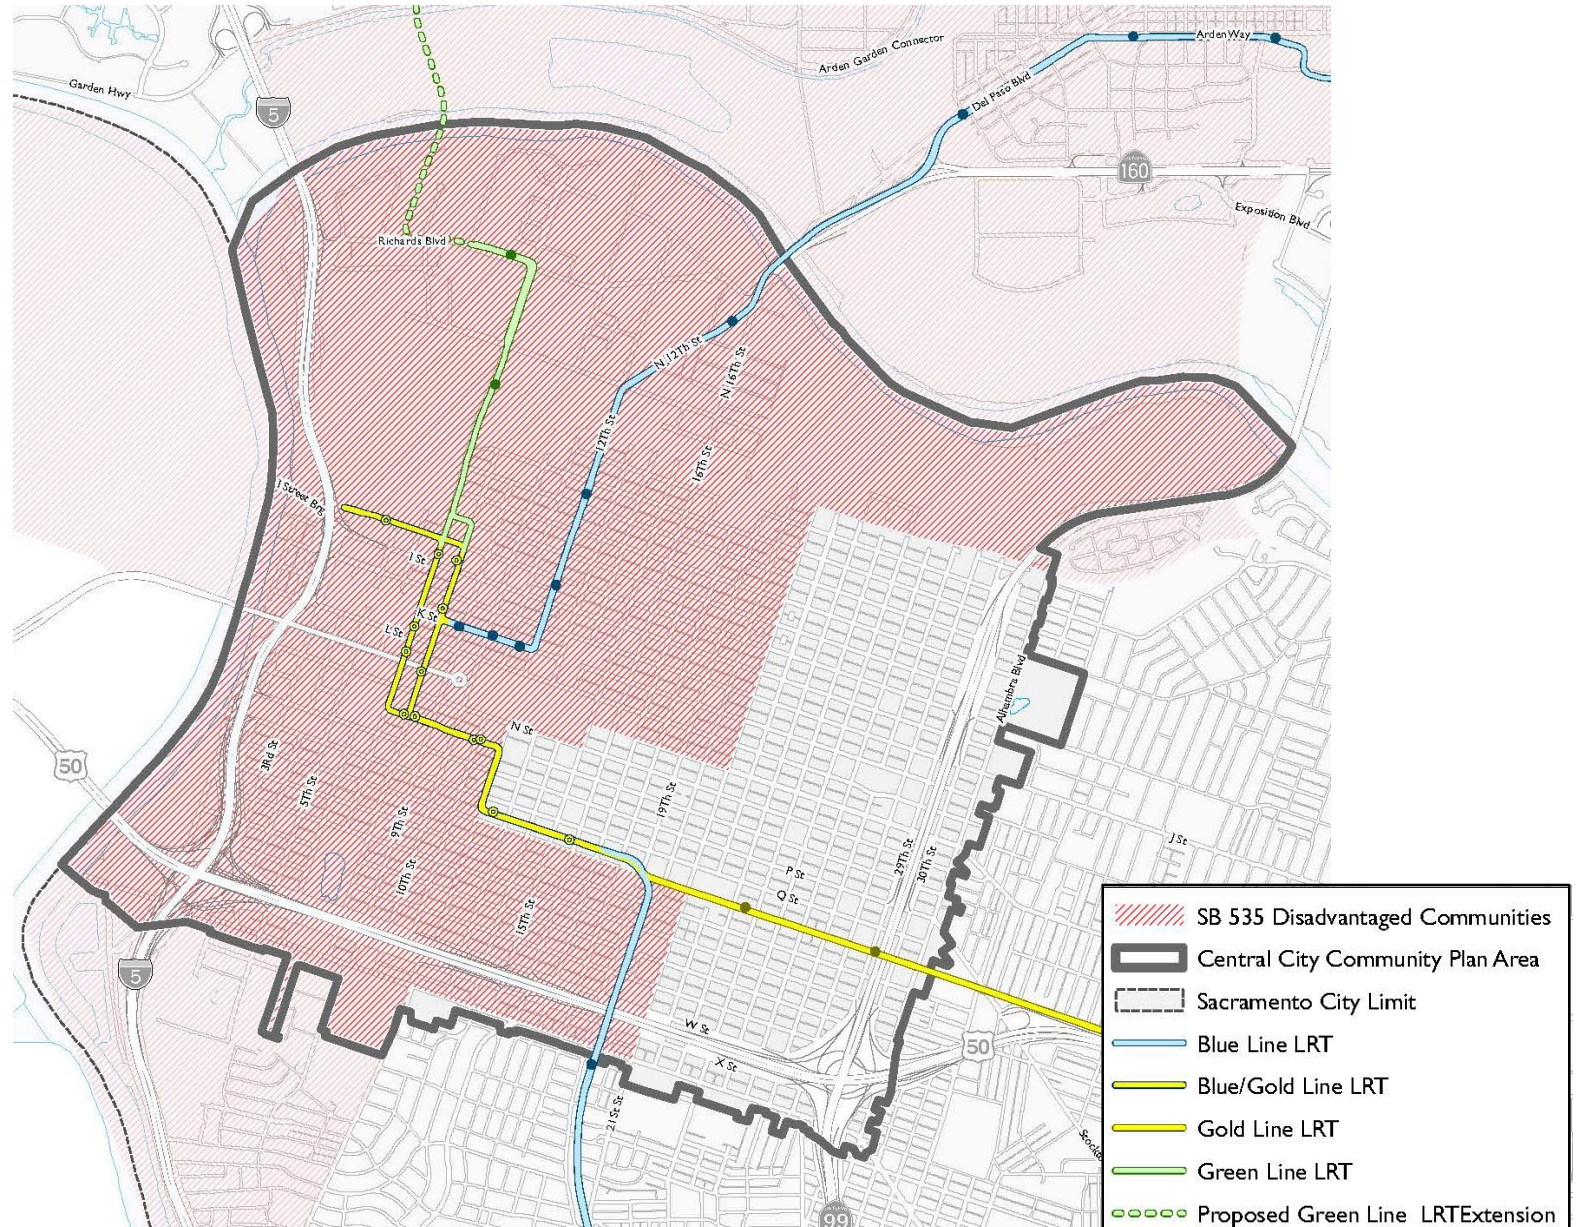 Arden Garden Connector
Arden Way
Garden Hwy
5
Del Paso Blvd
160
Exposition Blvd
Richards Blvd
N 12Th St
N 16Th St
12Th St
16Th St
I Street Brg
I St
K St
L St
Alhambra Blvd
N St
3Rd St
50
5Th St
19Th St
9Th St
J St
10Th St
29Th St
30Th St
P St
Q St
15Th St
5
W St
X St
50
21St St
99
SB 535 Disadvantaged Communities
Central City Community Plan Area
Sacramento City Limit
Blue Line LRT
Blue/Gold Line LRT
Gold Line LRT
Green Line LRT
Proposed Green Line LRTExtension